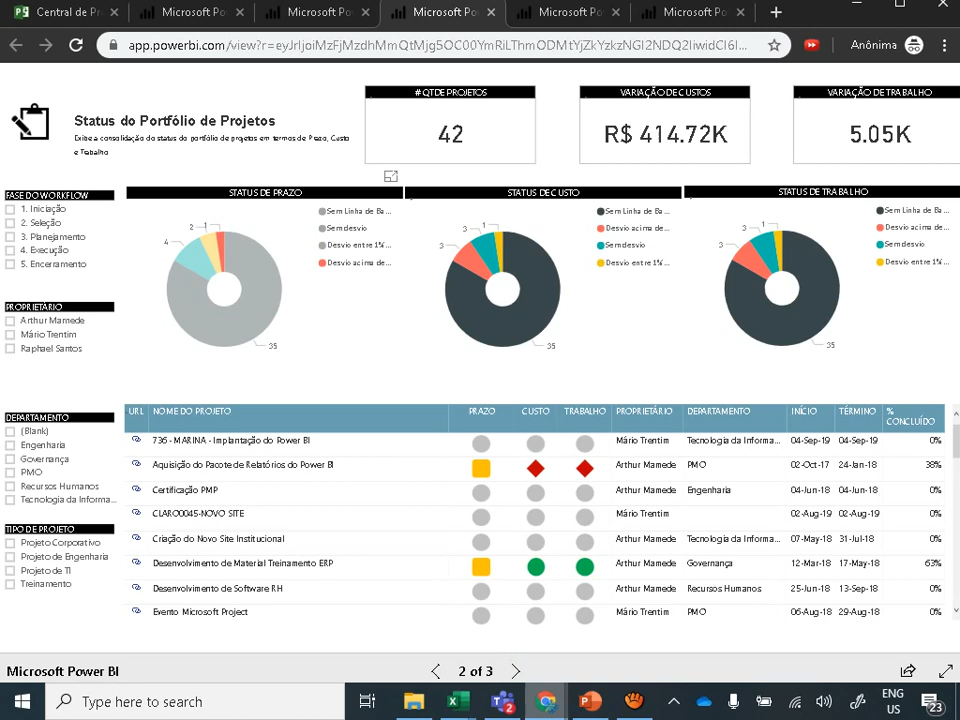 Central de Pr
Microsoft Po
Microsoft Po
Microsoft Po
Microsoft Po
Microsoft Po
Anônima
Status do Portfólio de Projetos
Exibe a consolidação do status do portfólio de projetos em termos de Prazo, Custo
e Trabalho
# QTDE PROJETOS
42
VARIAÇÃO DE CUSTOS
R$ 414.72K
VARIAÇÃO DE TRABALHO
5.05K
FASE DO WORKFLOW
1. Iniciação
2. Seleção
3. Planejamento
4. Execução
5. Encerramento
PROPRIETÁRIO
Arthur Mamede
Mário Trentim
Raphael Santos
DEPARTAMENTO
(Blank)
Engenharia
Governança
PMO
Recursos Humanos
Tecnologia da Informa...
TIPO DE PROJETO
Projeto Corporativo
Projeto de Engenharia
Projeto de TI
Treinamento
STATUS DE PRAZO
Sem Linha de Ba...
Sem desvio
Desvio entre 1%...
Desvio acima de...
4
2
1
35
STATUS DE CUSTO
Sem Linha de Ba...
Desvio acima de...
Sem desvio
Desvio entre 1%...
3
3
1
35
STATUS DE TRABALHO
Sem Linha de Ba...
Desvio acima de...
Sem desvio
Desvio entre 1%...
3
3
1
35
URL NOME DO PROJETO PRAZO CUSTO TRABALHO PROPRIETÁRIO DEPARTAMENTO INÍCIO TÉRMINO % CONCLUÍDO
736 - MARINA - Implantação do Power BI Mário Trentim Tecnologia da Informa... 04-Sep-19 04-Sep-19 0%
Aquisição do Pacote de Relatórios do Power BI Arthur Mamede PMO 02-Oct-17 24-Jan-18 38%
Certificação PMP Arthur Mamede Engenharia 04-Jun-18 04-Jun-18 0%
CLARO0045-NOVO SITE Mário Trentim 02-Aug-19 02-Aug-19 0%
Criação do Novo Site Institucional Arthur Mamede Tecnologia da Informa... 07-May-18 31-Jul-18 0%
Desenvolvimento de Material Treinamento ERP Arthur Mamede Governança 12-Mar-18 17-May-18 63%
Desenvolvimento de Software RH Arthur Mamede Recursos Humanos 25-Jun-18 13-Sep-18 0%
Evento Microsoft Project Mário Trentim PMO 06-Aug-18 29-Aug-18 0%
Microsoft Power BI
2 of 3
Type here to search
2
ENG
US
23